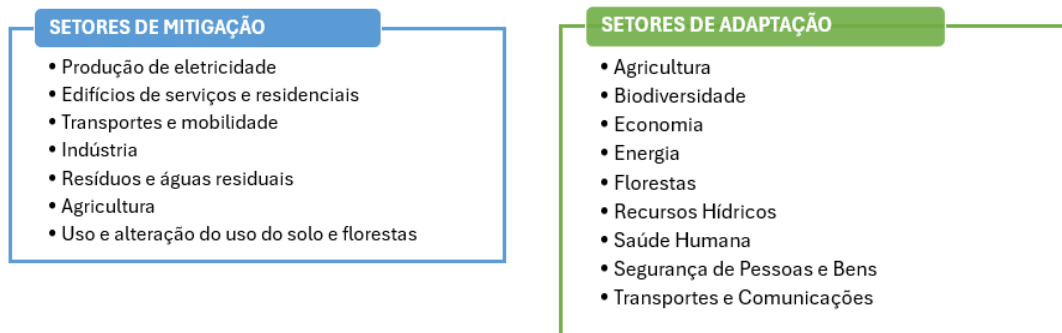 SETORES DE MITIGAÇÃO
• Produção de eletricidade
• Edifícios de serviços e residenciais
• Transportes e mobilidade
• Indústria
• Resíduos e águas residuais
• Agricultura
• Uso e alteração do uso do solo e florestas
SETORES DE ADAPTAÇÃO
• Agricultura
• Biodiversidade
• Economia
• Energia
• Florestas
• Recursos Hídricos
• Saúde Humana
• Segurança de Pessoas e Bens
• Transportes e Comunicações